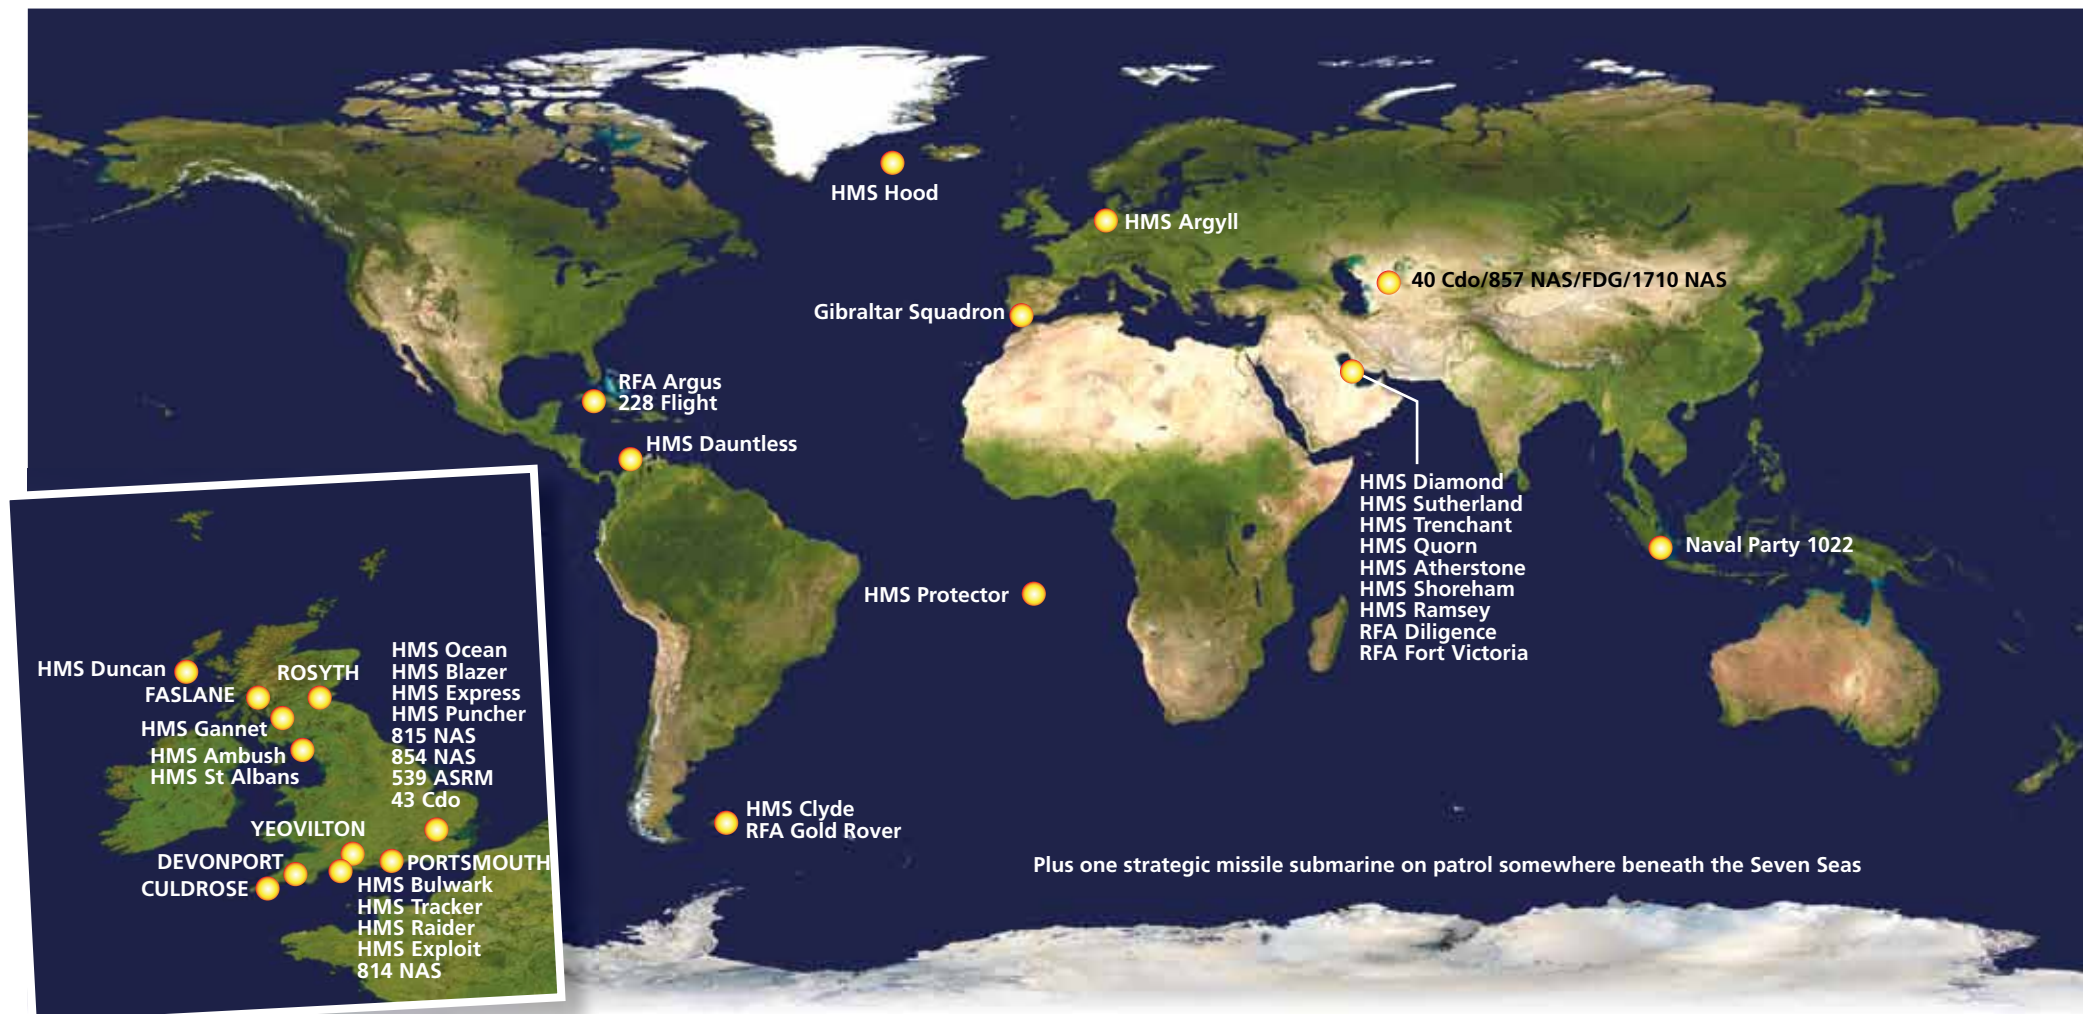 HMS Hood
HMS Argyll
40 Cdo/857 NAS/FDG/1710 NAS
Gibraltar Squadron
RFA Argus
228 Flight
HMS Dauntless
HMS Diamond
HMS Sutherland
HMS Trenchant
HMS Quorn
HMS Atherstone
HMS Shoreham
HMS Ramsey
RFA Diligence
RFA Fort Victoria
Naval Party 1022
HMS Protector
HMS Clyde
RFA Gold Rover
Plus one strategic missile submarine on patrol somewhere beneath the Seven Seas
HMS Duncan
FASLANE
ROSYTH
HMS Gannet
HMS Ambush
HMS St Albans
HMS Ocean
HMS Blazer
HMS Express
HMS Puncher
815 NAS
854 NAS
539 ASRM
43 Cdo
YEOVILTON
DEVONPORT
CULDROSE
PORTSMOUTH
HMS Bulwark
HMS Tracker
HMS Raider
HMS Exploit
814 NAS